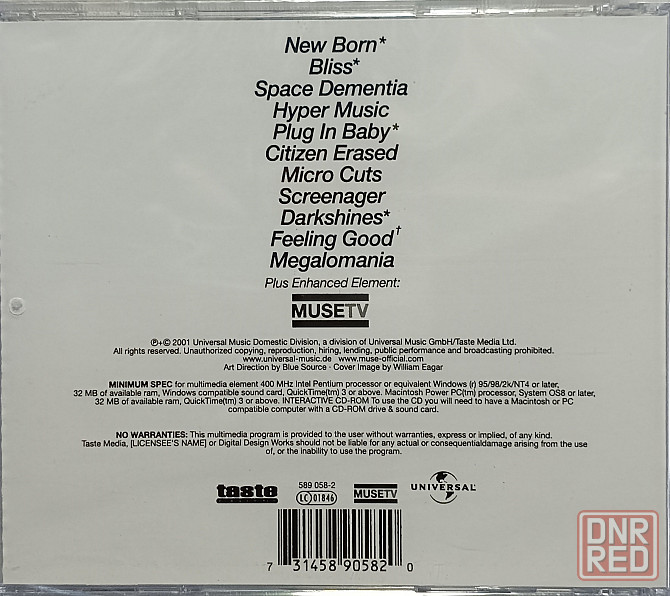 New Born*
Bliss*
Space Dementia
Hyper Music
Plug In Baby*
Citizen Erased
Micro Cuts
Screenager
Darkshines*
Feeling Good†
Megalomania
Plus Enhanced Element:
MUSETV
℗+© 2001 Universal Music Domestic Division, a division of Universal Music GmbH/Taste Media Ltd.
All rights reserved. Unauthorized copying, reproduction, hiring, lending, public performance and broadcasting prohibited.
www.universal-music.de www.muse-official.com
Art Direction by Blue Source · Cover Image by William Eagar
MINIMUM SPEC for multimedia element 400 MHz Intel Pentium processor or equivalent Windows (r) 95/98/2k/NT4 or later,
32 MB of available ram, Windows compatible sound card, QuickTime(tm) 3 or above. Macintosh Power PC(tm) processor, System OS8 or later,
32 MB of available ram, QuickTime(tm) 3 or above. INTERACTIVE CD-ROM To use the CD you will need to have a Macintosh or PC
compatible computer with a CD-ROM drive & sound card.
NO WARRANTIES: This multimedia program is provided to the user without warranties, express or implied, of any kind.
Taste Media, [LICENSEE'S NAME] or Digital Design Works should not be liable for any actual or consequentialdamage arising from the use
of, or the inability to use the program.
taste
589 058-2
LC 01846
MUSETV
UNIVERSAL
7 31458 90582 0
DNR
RED